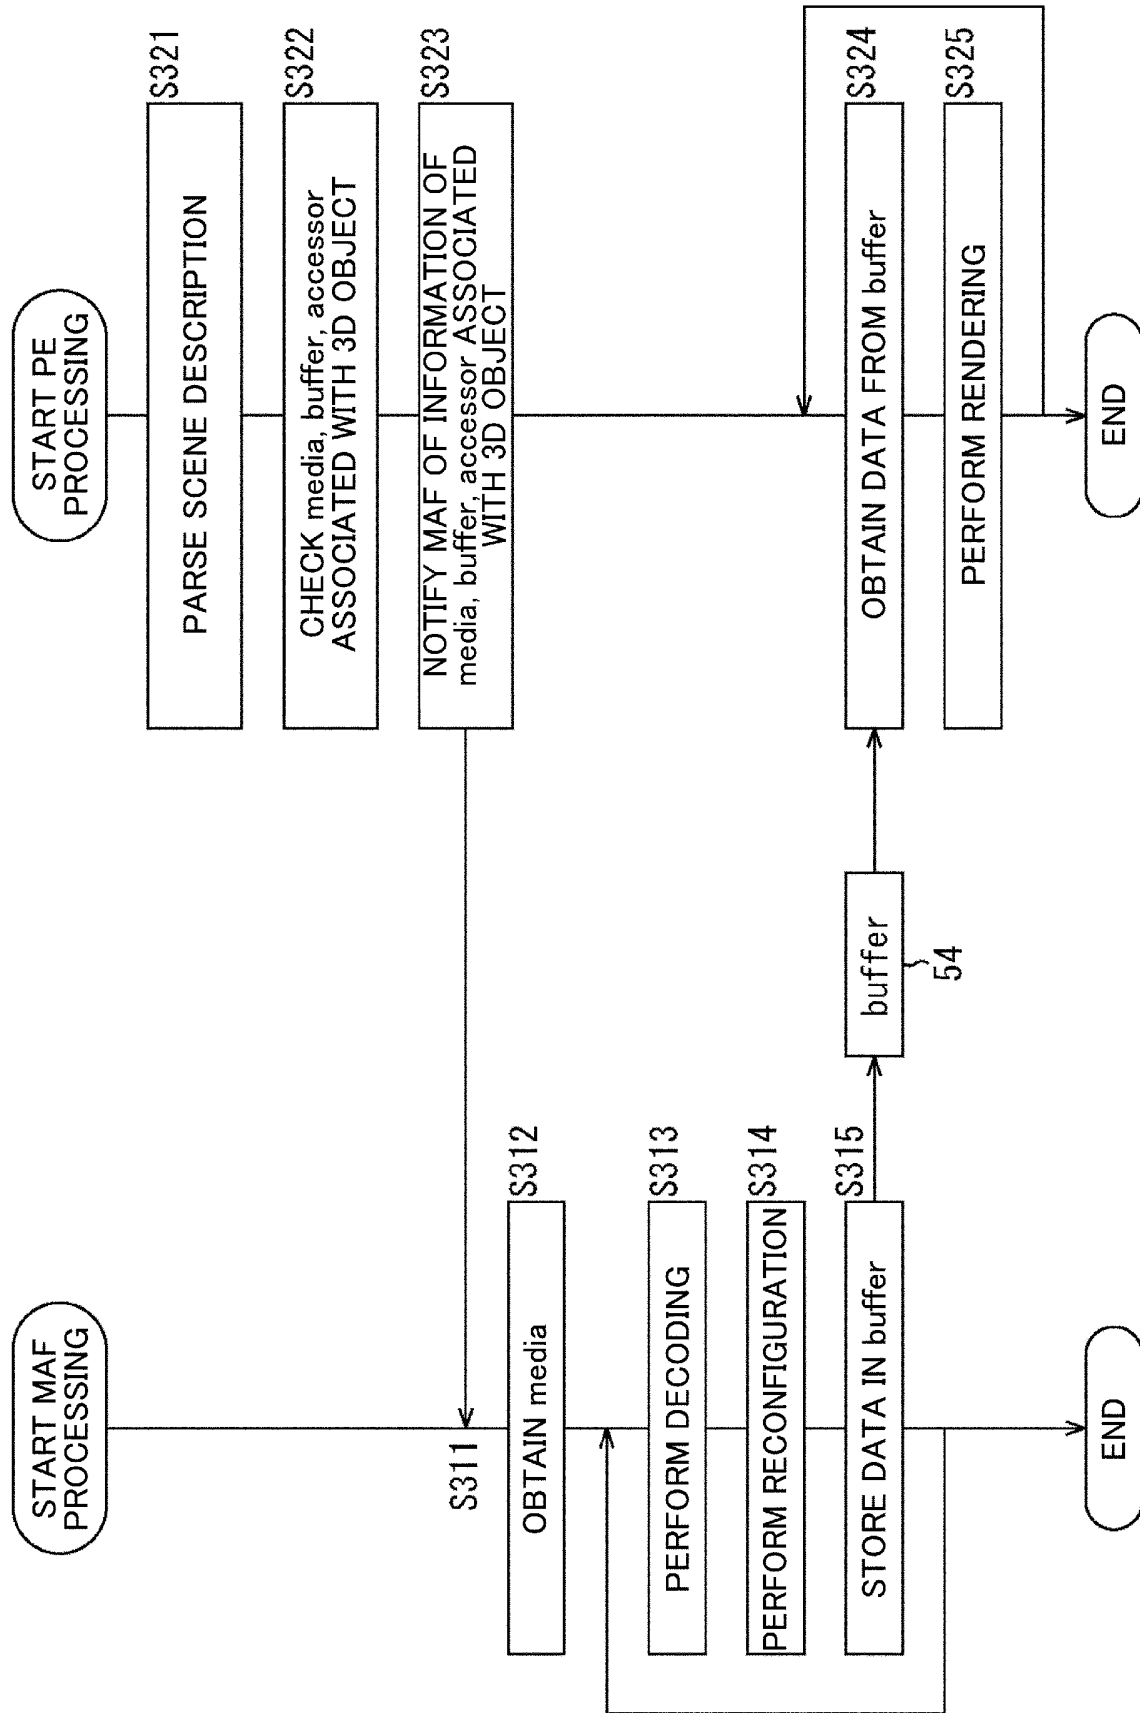 START MAF
PROCESSING
S311
OBTAIN media
S312
PERFORM DECODING
S313
PERFORM RECONFIGURATION
S314
STORE DATA IN buffer
S315
END
buffer
54
START PE
PROCESSING
PARSE SCENE DESCRIPTION
S321
CHECK media, buffer, accessor
ASSOCIATED WITH 3D OBJECT
S322
NOTIFY MAF OF INFORMATION OF
media, buffer, accessor ASSOCIATED
WITH 3D OBJECT
S323
OBTAIN DATA FROM buffer
S324
PERFORM RENDERING
S325
END